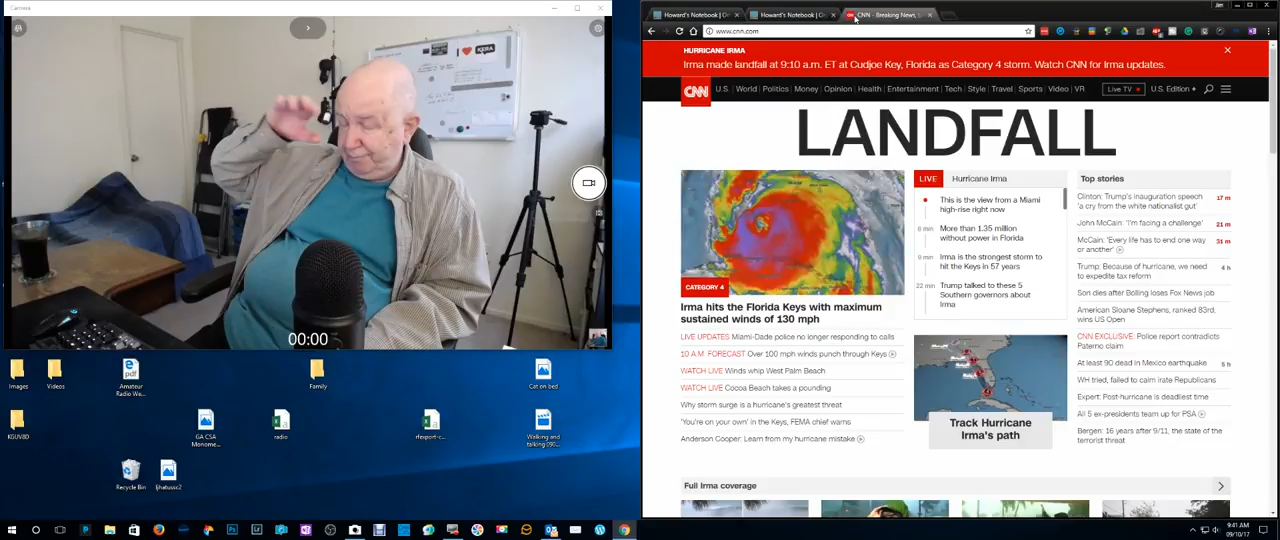 Camera
KERA
00:00
Images
Videos
Amateur
Radio Wa...
Family
Cat on bed
KGUV8D
GA CSA
Monome...
radio
rfexport-c...
Walking and
talking (90...
Recycle Bin
ljhatussic2
Howard's Notebook | O
Howard's Notebook | O
CNN - Breaking News,
Jim
www.cnn.com
HURRICANE IRMA
Irma made landfall at 9:10 a.m. ET at Cudjoe Key, Florida as Category 4 storm. Watch CNN for Irma updates.
CNN
U.S. World Politics Money Opinion Health Entertainment Tech Style Travel Sports Video VR
Live TV
U.S. Edition +
LANDFALL
CATEGORY 4
Irma hits the Florida Keys with maximum
sustained winds of 130 mph
LIVE UPDATES Miami-Dade police no longer responding to calls
10 A.M. FORECAST Over 100 mph winds punch through Keys
WATCH LIVE Winds whip West Palm Beach
WATCH LIVE Cocoa Beach takes a pounding
Why storm surge is a hurricane's greatest threat
'You're on your own' in the Keys, FEMA chief warns
Anderson Cooper: Learn from my hurricane mistake
LIVE Hurricane Irma
This is the view from a Miami
high-rise right now
8 min More than 1.35 million
without power in Florida
9 min Irma is the strongest storm to
hit the Keys in 57 years
22 min Trump talked to these 5
Southern governors about
Irma
Track Hurricane
Irma's path
Top stories
Clinton: Trump's inauguration speech 17 m
'a cry from the white nationalist gut'
John McCain: 'I'm facing a challenge' 21 m
McCain: 'Every life has to end one way 31 m
or another'
Trump: Because of hurricane, we need 4 h
to expedite tax reform
Son dies after Bolling loses Fox News job
American Sloane Stephens, ranked 83rd,
wins US Open
CNN EXCLUSIVE: Police report contradicts
Paterno claim
At least 90 dead in Mexico earthquake 5 h
WH tried, failed to calm irate Republicans
Expert: Post-hurricane is deadliest time
All 5 ex-presidents team up for PSA
Bergen: 16 years after 9/11, the state of the
terrorist threat
Full Irma coverage
9:41 AM
09/10/17